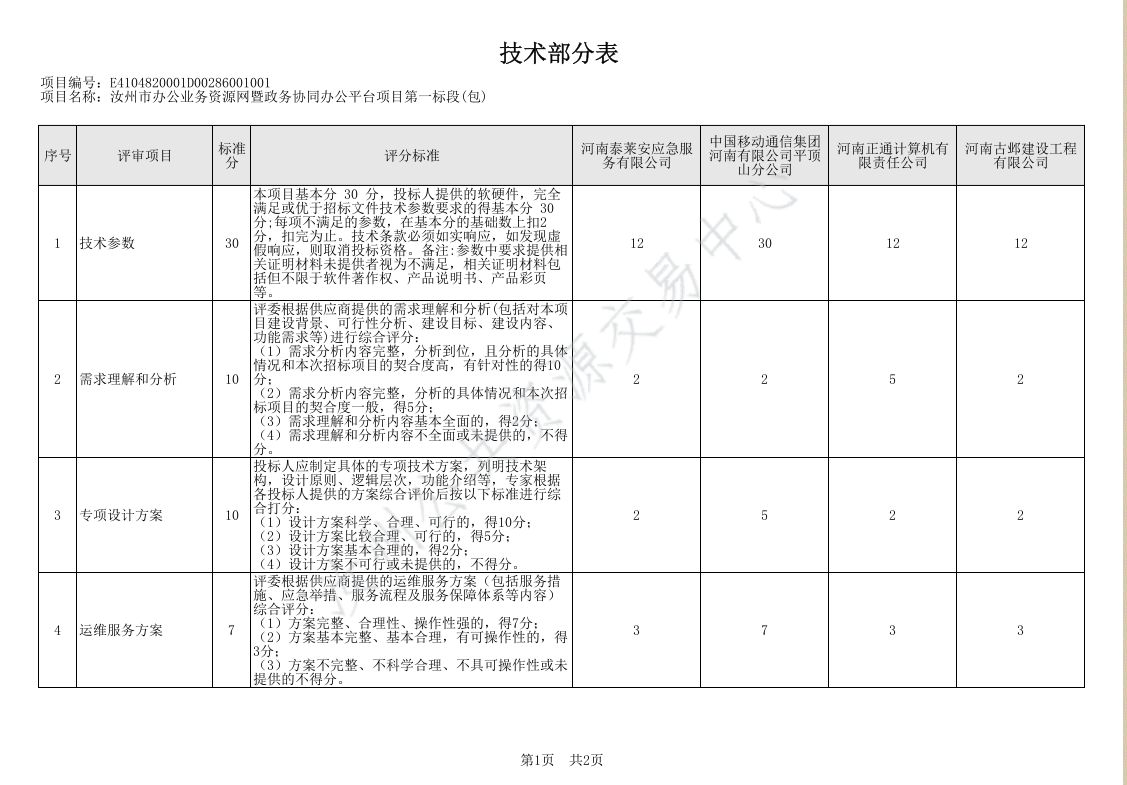 技术部分表
项目编号: E4104820001D00286001001
项目名称: 汝州市办公业务资源网暨政务协同办公平台项目第一标段(包)
序号
评审项目
标准
分
评分标准
河南泰莱安应急服
务有限公司
中国移动通信集团
河南有限公司平顶
山分公司
河南正通计算机有
限责任公司
河南古邺建设工程
有限公司
1
技术参数
30
本项目基本分 30 分, 投标人提供的软硬件, 完全
满足或优于招标文件技术参数要求的得基本分 30
分;每项不满足的参数, 在基本分的基础数上扣2
分, 扣完为止。技术条款必须如实响应, 如发现虚
假响应, 则取消投标资格。备注:参数中要求提供相
关证明材料未提供者视为不满足, 相关证明材料包
括但不限于软件著作权、产品说明书、产品彩页
等。
12
30
12
12
2
需求理解和分析
10
评委根据供应商提供的需求理解和分析(包括对本项
目建设背景、可行性分析、建设目标、建设内容、
功能需求等)进行综合评分:
(1) 需求分析内容完整, 分析到位, 且分析的具体
情况和本次招标项目的契合度高, 有针对性的得10
分;
(2) 需求分析内容完整, 分析的具体情况和本次招
标项目的契合度一般, 得5分;
(3) 需求理解和分析内容基本全面的, 得2分;
(4) 需求理解和分析内容不全面或未提供的, 不得
分。
2
2
5
2
3
专项设计方案
10
投标人应制定具体的专项技术方案, 列明技术架
构, 设计原则、逻辑层次, 功能介绍等, 专家根据
各投标人提供的方案综合评价后按以下标准进行综
合打分:
(1) 设计方案科学、合理、可行的, 得10分;
(2) 设计方案比较合理、可行的, 得5分;
(3) 设计方案基本合理的, 得2分;
(4) 设计方案不可行或未提供的, 不得分。
2
5
2
2
4
运维服务方案
7
评委根据供应商提供的运维服务方案 (包括服务措
施、应急举措、服务流程及服务保障体系等内容)
综合评分:
(1) 方案完整、合理性、操作性强的, 得7分;
(2) 方案基本完整、基本合理, 有可操作性的, 得
3分;
(3) 方案不完整、不科学合理、不具可操作性或未
提供的不得分。
3
7
3
3
汝州公共资源交易中心
第1页 共2页